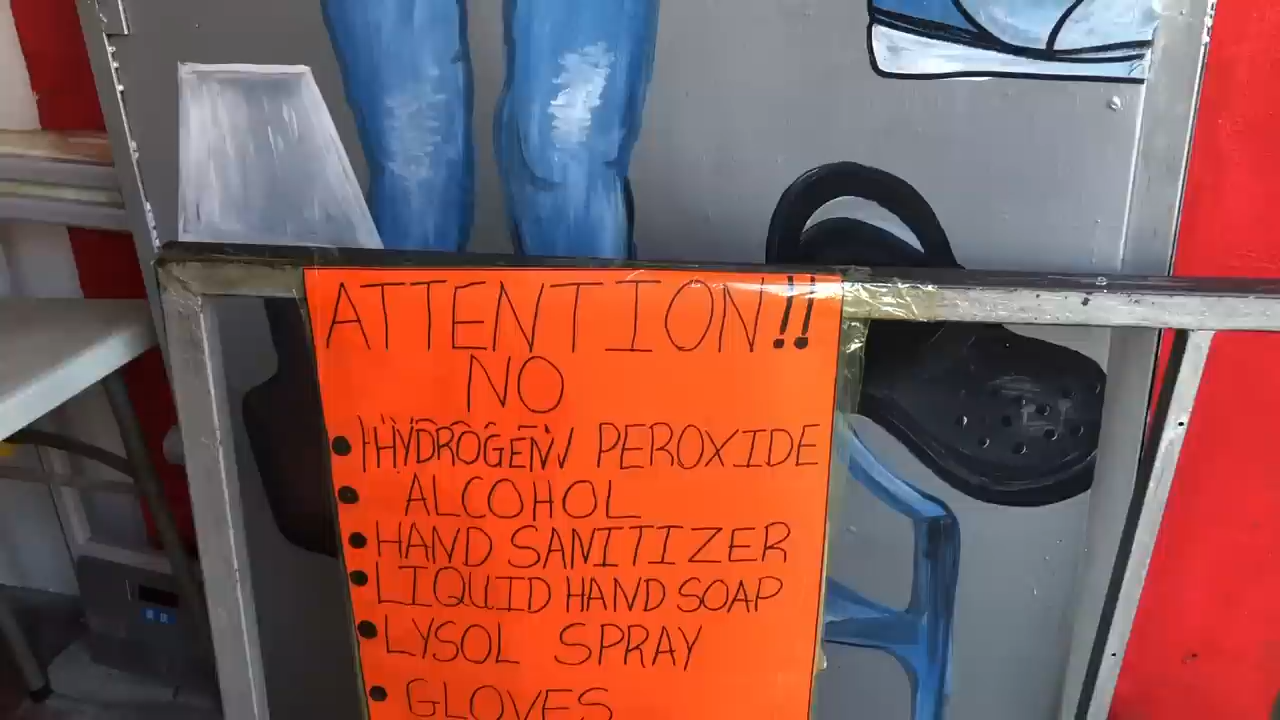 ATTENTION!!
NO
• HYDROGEN PEROXIDE
• ALCOHOL
• HAND SANITIZER
• LIQUID HAND SOAP
• LYSOL SPRAY
• GLOVES